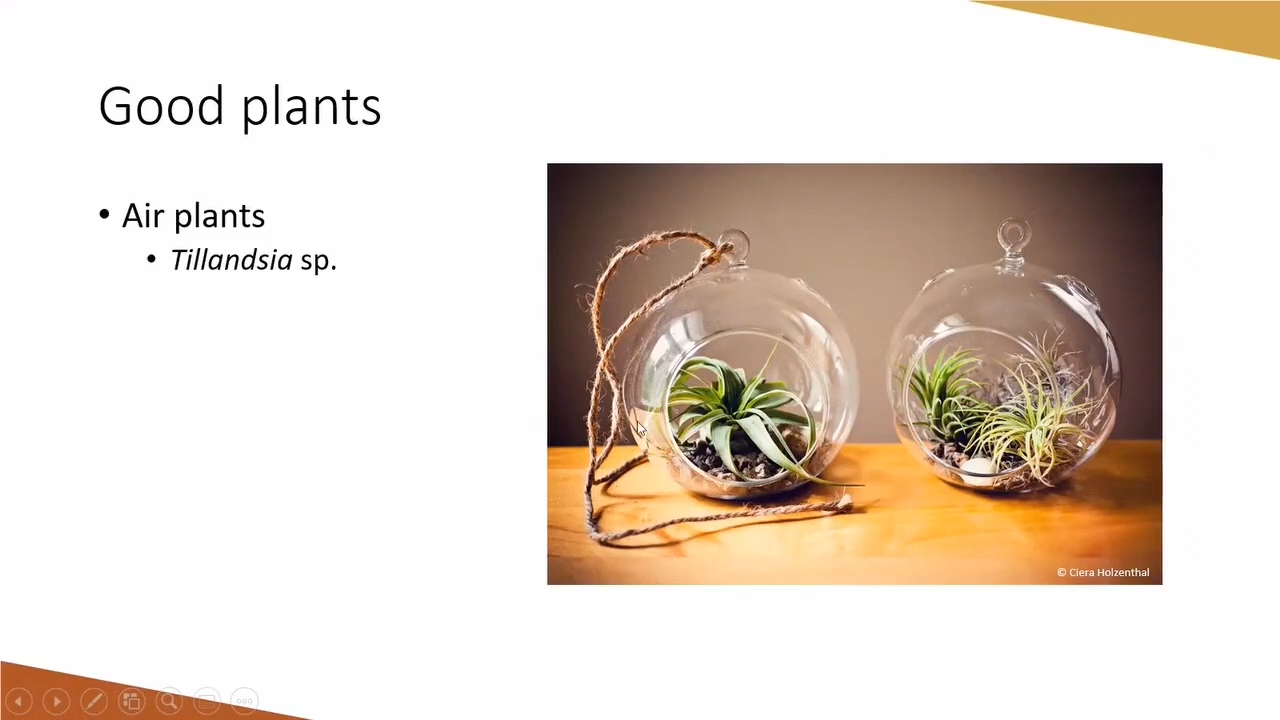 Good plants
• Air plants
• Tillandsia sp.
© Ciera Holzenthal